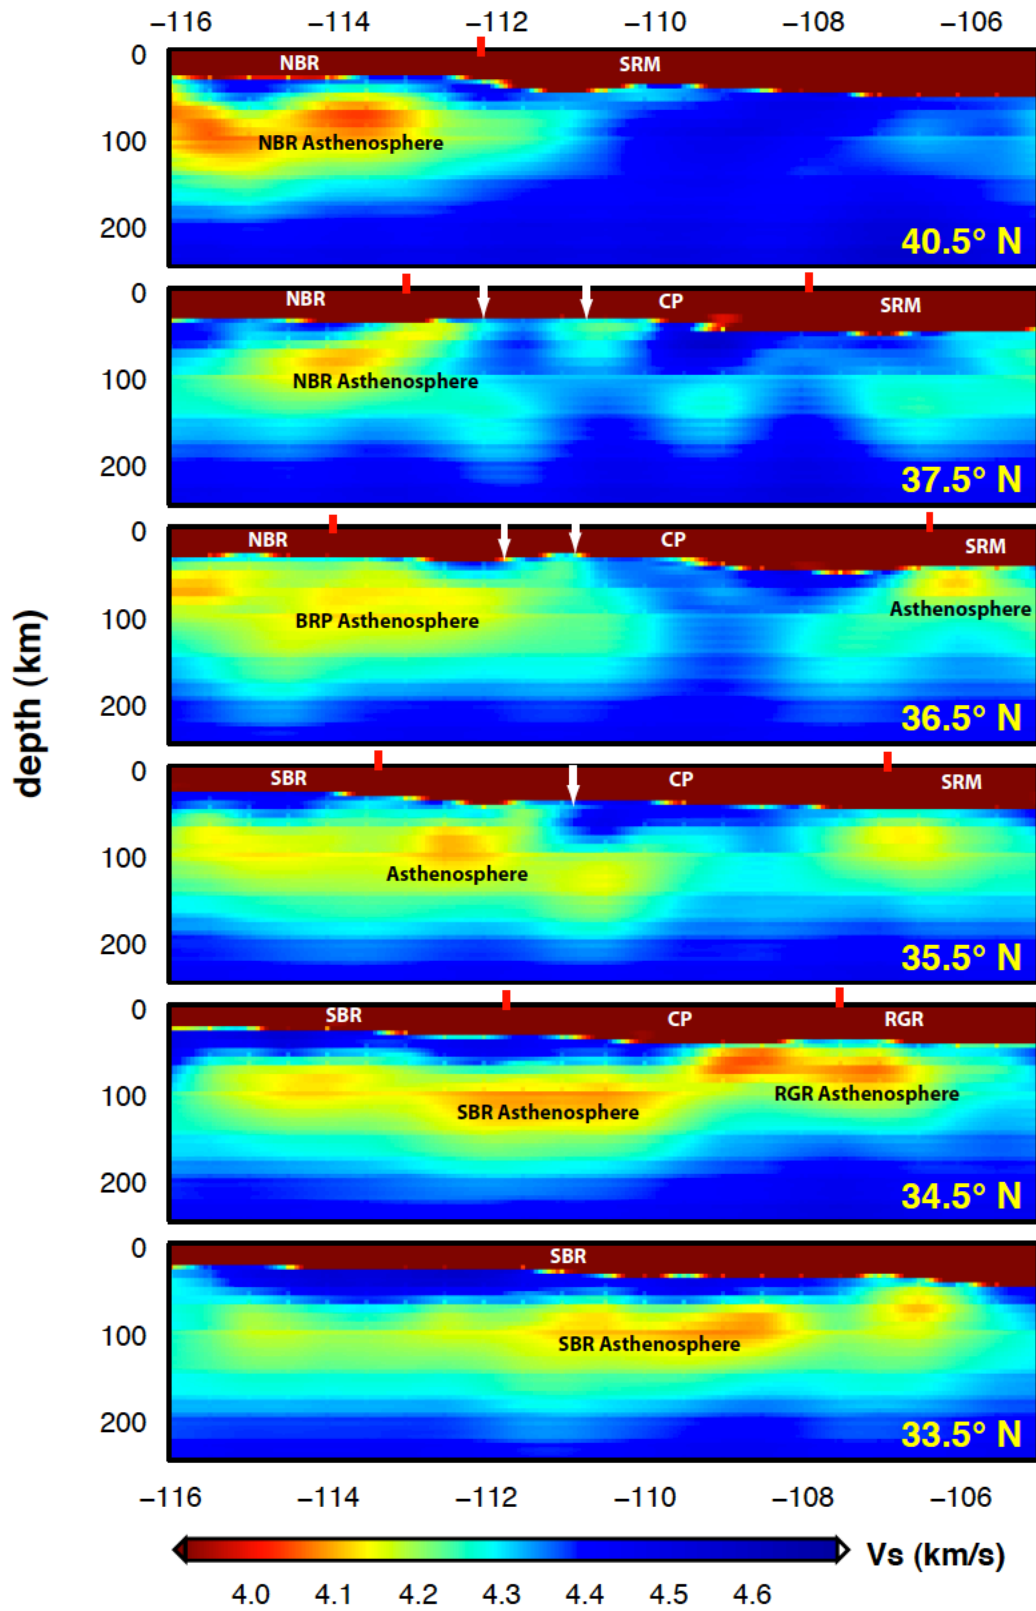 −116 −114 −112 −110 −108 −106
0 NBR SRM
100 NBR Asthenosphere
200 40.5° N
0 NBR CP SRM
100 NBR Asthenosphere
200 37.5° N
0 NBR CP SRM
100 BRP Asthenosphere Asthenosphere
200 36.5° N
depth (km)
0 SBR CP SRM
100 Asthenosphere
200 35.5° N
0 SBR CP RGR
100 SBR Asthenosphere RGR Asthenosphere
200 34.5° N
0 SBR
100 SBR Asthenosphere
200 33.5° N
−116 −114 −112 −110 −108 −106
Vs (km/s)
4.0 4.1 4.2 4.3 4.4 4.5 4.6